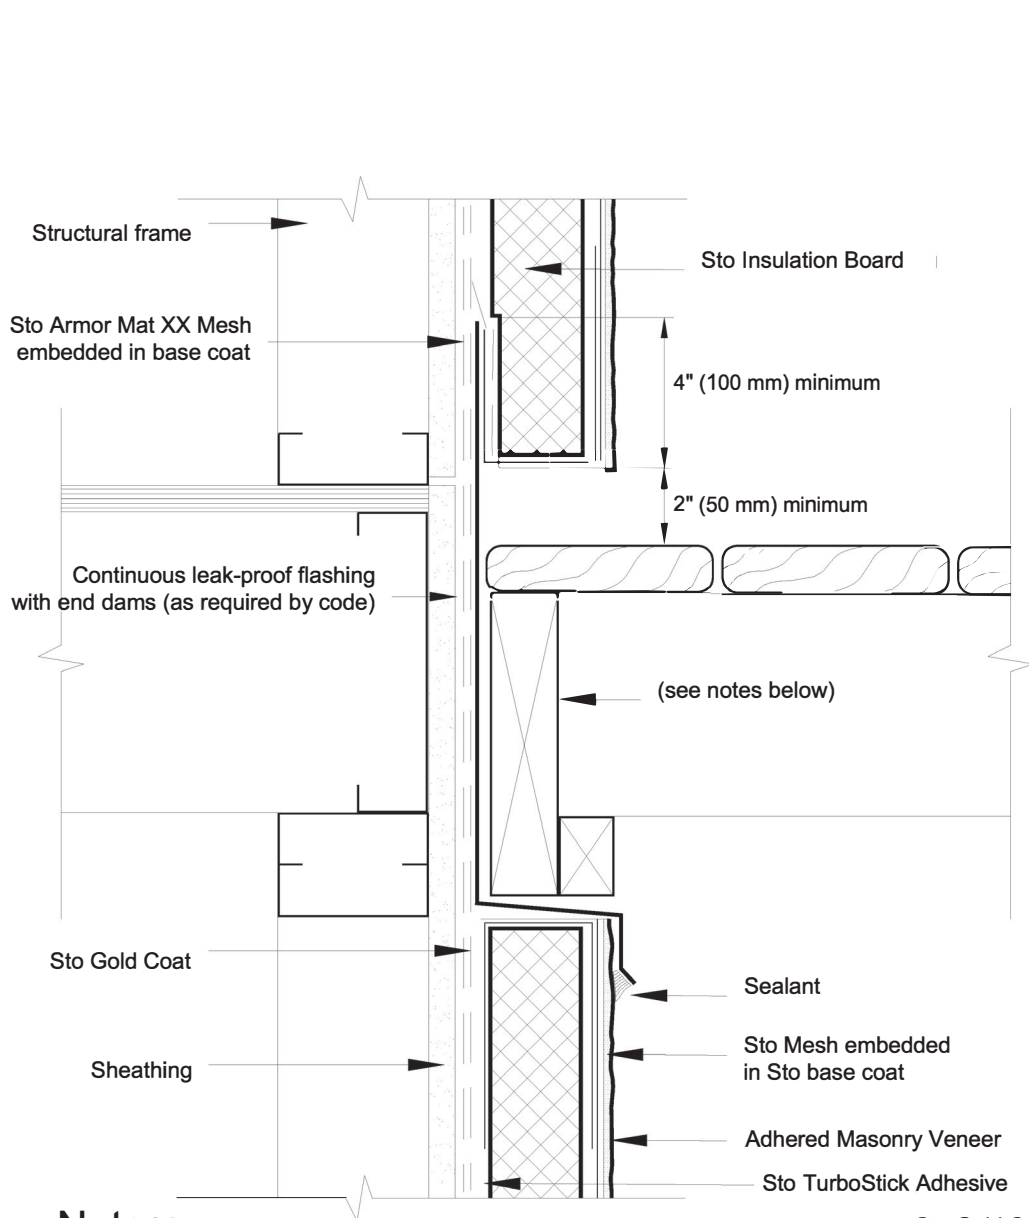 Structural frame
Sto Insulation Board
Sto Armor Mat XX Mesh
embedded in base coat
4" (100 mm) minimum
2" (50 mm) minimum
Continuous leak-proof flashing
with end dams (as required by code)
(see notes below)
Sto Gold Coat
Sealant
Sto Mesh embedded
in Sto base coat
Sheathing
Adhered Masonry Veneer
Sto TurboStick Adhesive